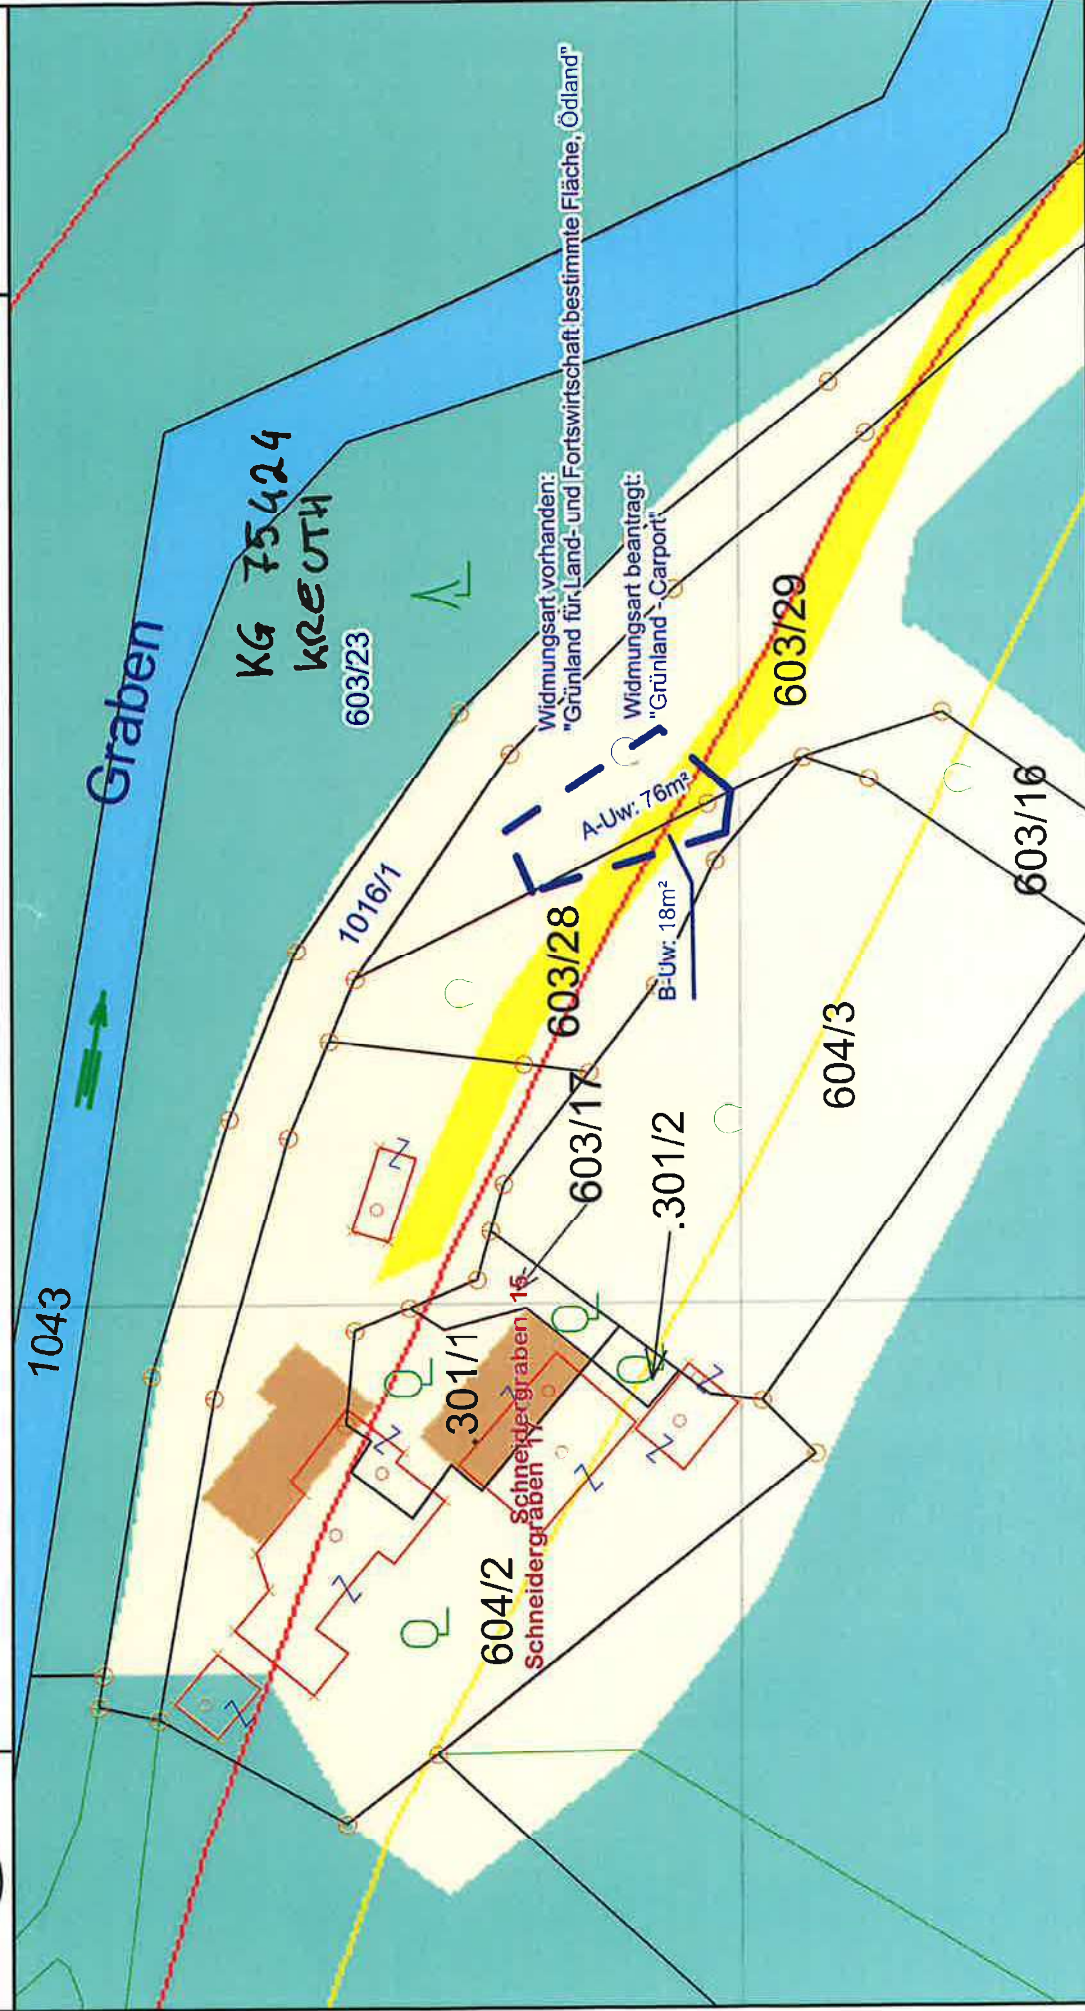 Graben
1043
KG 75424
KREUTH
603/23
1016/1
Widmungsart vorhanden:
"Grünland für Land- und Fortswirtschaft bestimmte Fläche, Ödland"
Widmungsart beantragt:
"Grünland - Carport"
A-Uw: 76m²
B-Uw: 18m²
603/28
603/29
603/17
603/16
604/3
.301/2
.301/1
Schneidergraben 15
Schneidergraben 17
604/2